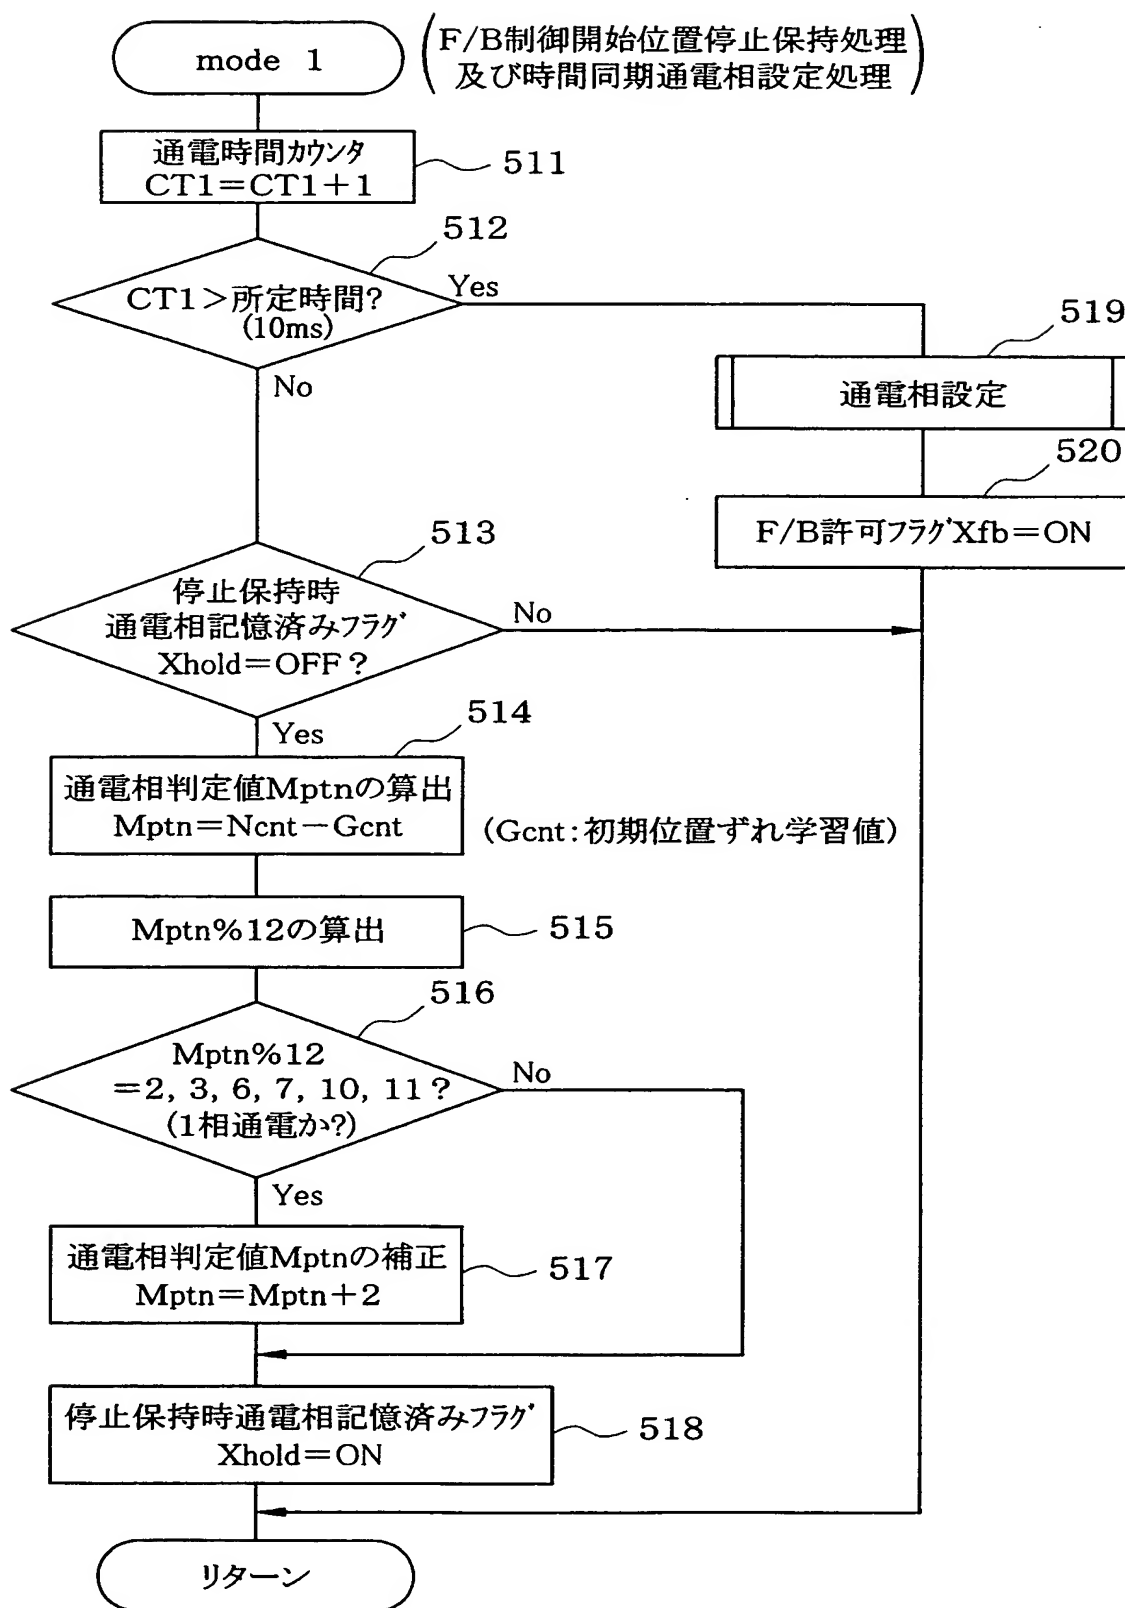 mode 1
F/B制御開始位置停止保持処理
及び時間同期通電相設定処理
通電時間カウンタ
CT1=CT1+1
511
512
CT1>所定時間?
(10ms)
Yes
No
519
通電相設定
520
F/B許可フラグXfb=ON
513
停止保持時
通電相記憶済みフラグ
Xhold=OFF?
No
Yes
514
通電相判定値Mptnの算出
Mptn=Ncnt-Gcnt
(Gcnt:初期位置ずれ学習値)
Mptn%12の算出
515
516
Mptn%12
=2, 3, 6, 7, 10, 11?
(1相通電か?)
No
Yes
通電相判定値Mptnの補正
Mptn=Mptn+2
517
停止保持時通電相記憶済みフラグ
Xhold=ON
518
リターン